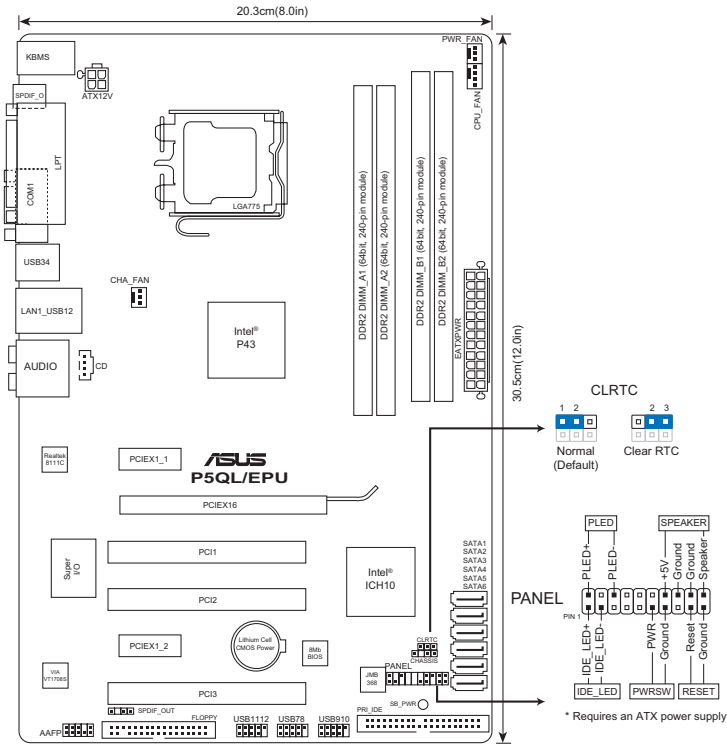 20.3cm(8.0in)
PWR_FAN
KBMS
SPDIF_O
ATX12V
CPU_FAN
LPT
COM1
LGA775
DDR2 DIMM_A1 (64bit, 240-pin module)
DDR2 DIMM_A2 (64bit, 240-pin module)
DDR2 DIMM_B1 (64bit, 240-pin module)
DDR2 DIMM_B2 (64bit, 240-pin module)
USB34
CHA_FAN
LAN1_USB12
Intel®
P43
EATXPWR
30.5cm(12.0in)
AUDIO
CD
CLRTC
1 2
2 3
Normal
(Default)
Clear RTC
Realtek
8111C
PCIEX1_1
ASUS
P5QL/EPU
PCIEX16
Super
I/O
PCI1
Intel®
ICH10
SATA1
SATA2
SATA3
SATA4
SATA5
SATA6
PCI2
PLED
SPEAKER
PLED+
PLED-
+5V
Ground
Ground
Speaker-
PANEL
PIN 1
IDE_LED+
IDE_LED-
PWR
Ground
Reset
Ground
IDE_LED
PWRSW
RESET
* Requires an ATX power supply
PCIEX1_2
Lithium Cell
CMOS Power
8Mb
BIOS
CLRTC
CHASSIS
PANEL
VIA
VT1708S
JMB
368
PCI3
SB_PWR
SPDIF_OUT
AAFP
FLOPPY
USB1112
USB78
USB910
PRI_IDE